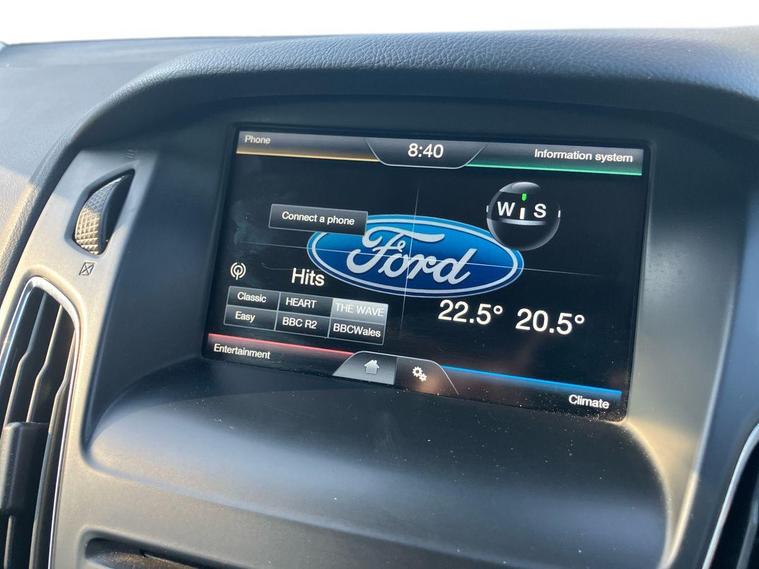 Phone
8:40
Information system
Connect a phone
W S
Ford
Hits
22.5° 20.5°
Classic HEART THE WAVE
Easy BBC R2 BBCWales
Entertainment
Climate